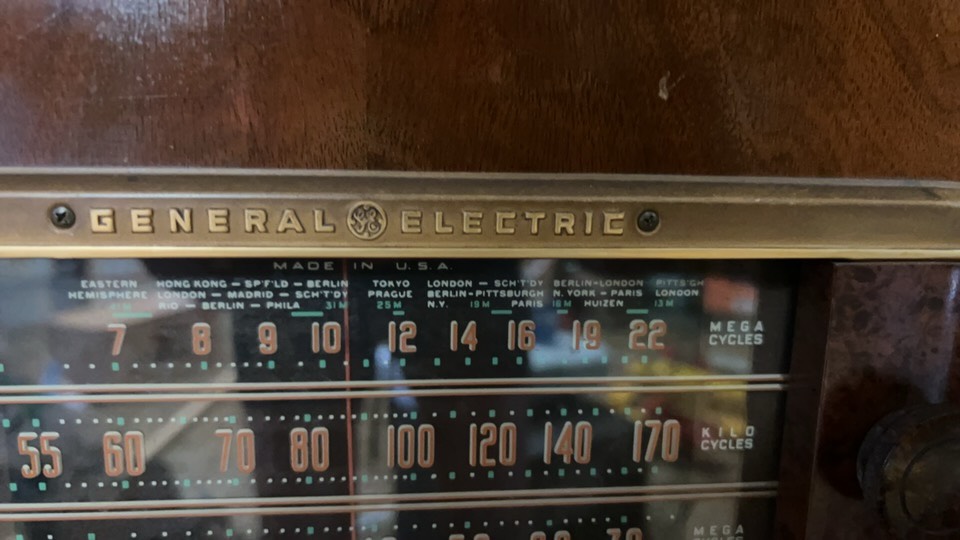 GENERAL GE ELECTRIC
MADE IN U.S.A.
EASTERN HONG KONG – SP'F'LD – BERLIN TOKYO LONDON – SCH'T'DY BERLIN–LONDON PITTS'GH
HEMISPHERE LONDON – MADRID – SCH'T'DY PRAGUE BERLIN–PITTSBURGH N. YORK – PARIS LONDON
RIO – BERLIN – PHILA 31M 25M N.Y. 19M PARIS 16M HUIZEN 13M
7 8 9 10 12 14 16 19 22 MEGA CYCLES
55 60 70 80 100 120 140 170 KILO CYCLES
MEGA